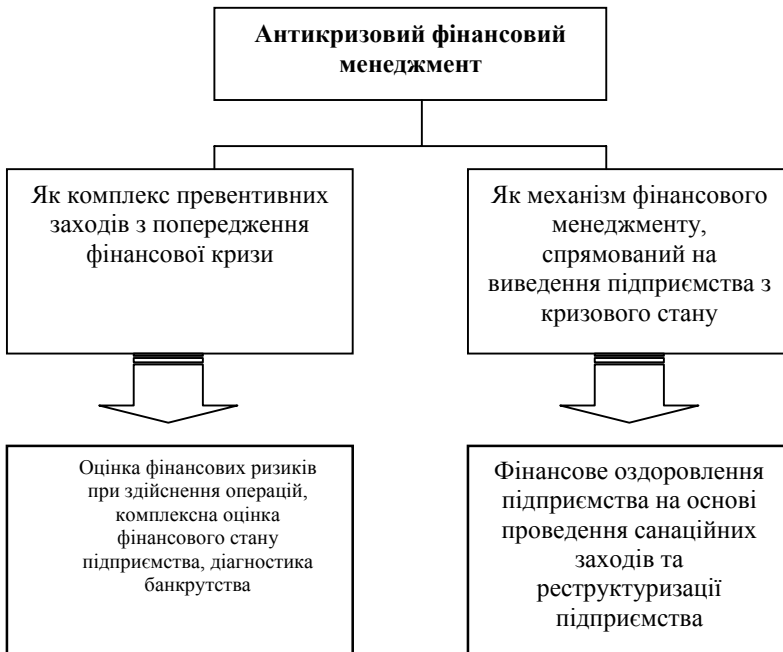 Антикризовий фінансовий
менеджмент
Як комплекс превентивних
заходів з попередження
фінансової кризи
Як механізм фінансового
менеджменту,
спрямований на
виведення підприємства з
кризового стану
Оцінка фінансових ризиків
при здійснення операцій,
комплексна оцінка
фінансового стану
підприємства, діагностика
банкрутства
Фінансове оздоровлення
підприємства на основі
проведення санаційних
заходів та
реструктуризації
підприємства